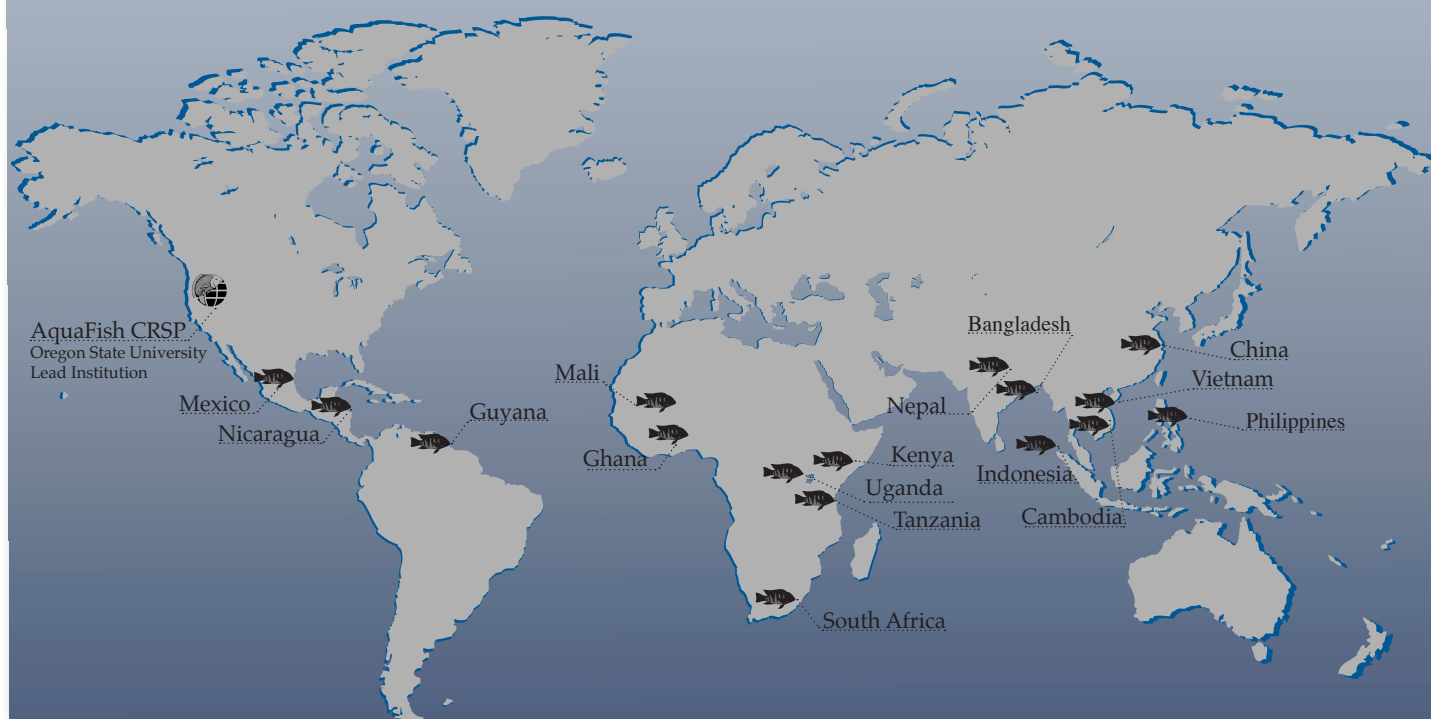 AquaFish CRSP
Oregon State University
Lead Institution
Mexico
Nicaragua
Guyana
Mali
Ghana
Kenya
Uganda
Tanzania
South Africa
Bangladesh
Nepal
China
Vietnam
Philippines
Indonesia
Cambodia